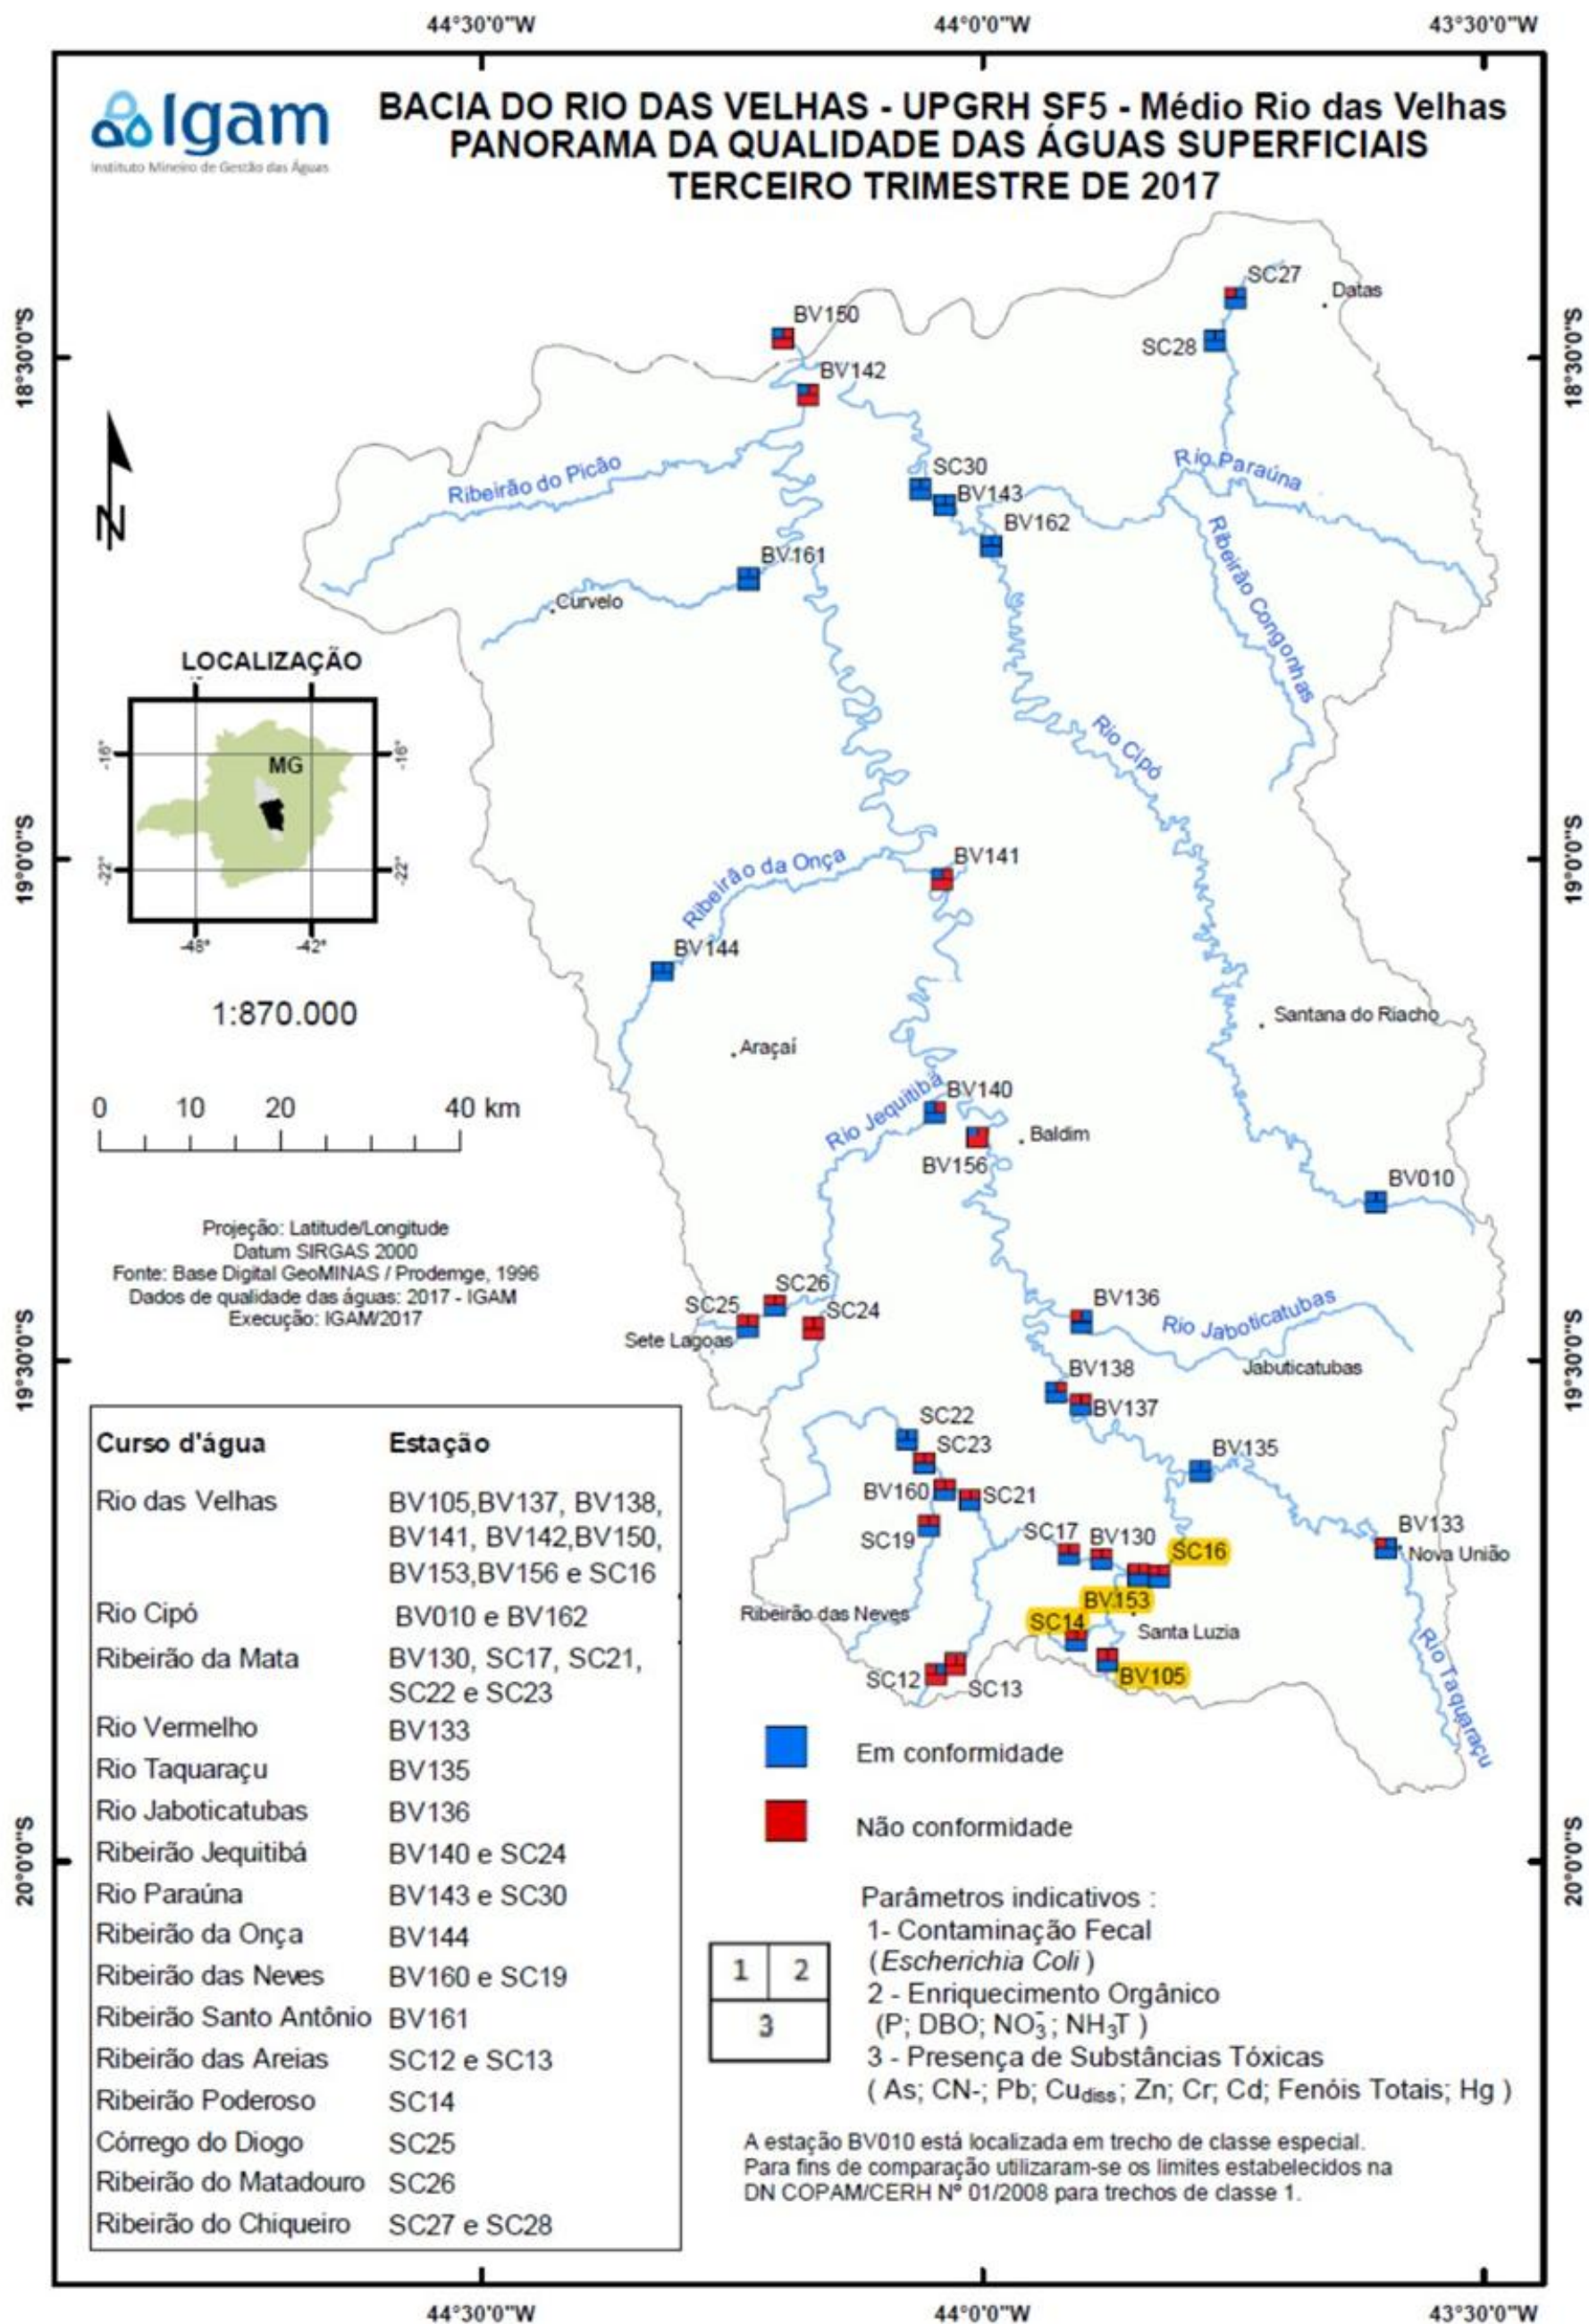 44°30'0"W 44°0'0"W 43°30'0"W
Igam
Instituto Mineiro de Gestão das Águas
BACIA DO RIO DAS VELHAS - UPGRH SF5 - Médio Rio das Velhas
PANORAMA DA QUALIDADE DAS ÁGUAS SUPERFICIAIS
TERCEIRO TRIMESTRE DE 2017
SC27
Datas
BV150
18°30'0"S
18°30'0"S
SC28
BV142
Ribeirão do Picão
Rio Paraúna
SC30
BV143
N
BV162
Ribeirão Congonhas
BV161
Curvelo
LOCALIZAÇÃO
-16°
MG
-16°
-22°
-22°
-48° -42°
Rio Cipó
19°0'0"S
19°0'0"S
Ribeirão da Onça
BV141
BV144
1:870.000
Santana do Riacho
Araçaí
0 10 20 40 km
Rio Jequitibá
BV140
Baldim
BV156
BV010
Projeção: Latitude/Longitude
Datum SIRGAS 2000
Fonte: Base Digital GeoMINAS / Prodemge, 1996
Dados de qualidade das águas: 2017 - IGAM
Execução: IGAM/2017
SC26
SC25
SC24
Sete Lagoas
BV136
Rio Jaboticatubas
19°30'0"S
19°30'0"S
Jabuticatubas
BV138
BV137
SC22
SC23
BV135
BV160
SC21
SC19
SC17
BV130
SC16
BV133
Nova União
BV153
Ribeirão das Neves
SC14
Santa Luzia
SC12
SC13
BV105
Rio Taquaraçu
Curso d'água Estação
Rio das Velhas BV105,BV137, BV138,
BV141, BV142,BV150,
BV153,BV156 e SC16
Rio Cipó BV010 e BV162
Ribeirão da Mata BV130, SC17, SC21,
SC22 e SC23
Rio Vermelho BV133
Rio Taquaraçu BV135
Rio Jaboticatubas BV136
Ribeirão Jequitibá BV140 e SC24
Rio Paraúna BV143 e SC30
Ribeirão da Onça BV144
Ribeirão das Neves BV160 e SC19
Ribeirão Santo Antônio BV161
Ribeirão das Areias SC12 e SC13
Ribeirão Poderoso SC14
Córrego do Diogo SC25
Ribeirão do Matadouro SC26
Ribeirão do Chiqueiro SC27 e SC28
Em conformidade
Não conformidade
20°0'0"S
20°0'0"S
1 2
3
Parâmetros indicativos :
1- Contaminação Fecal
(Escherichia Coli )
2 - Enriquecimento Orgânico
(P; DBO; NO₃⁻; NH₃T )
3 - Presença de Substâncias Tóxicas
( As; CN-; Pb; Cudiss; Zn; Cr; Cd; Fenóis Totais; Hg )
A estação BV010 está localizada em trecho de classe especial.
Para fins de comparação utilizaram-se os limites estabelecidos na
DN COPAM/CERH Nº 01/2008 para trechos de classe 1.
44°30'0"W 44°0'0"W 43°30'0"W